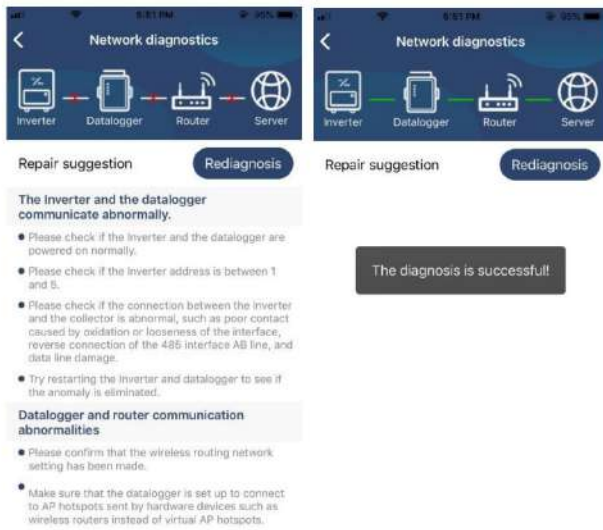 5:51 PM
95%
Network diagnostics
Inverter
Datalogger
Router
Server
Repair suggestion
Rediagnosis
The Inverter and the datalogger
communicate abnormally.
Please check if the Inverter and the datalogger are
powered on normally.
Please check if the Inverter address is between 1
and 5.
Please check if the connection between the inverter
and the collector is abnormal, such as poor contact
caused by oxidation or looseness of the interface,
reverse connection of the 485 interface AB line, and
data line damage.
Try restarting the Inverter and datalogger to see if
the anomaly is eliminated.
Datalogger and router communication
abnormalities
Please confirm that the wireless routing network
setting has been made.
Make sure that the datalogger is set up to connect
to AP hotspots sent by hardware devices such as
wireless routers instead of virtual AP hotspots.
PM
95%
Network diagnostics
Inverter
Datalogger
Router
Server
Repair suggestion
Rediagnosis
The diagnosis is successful!